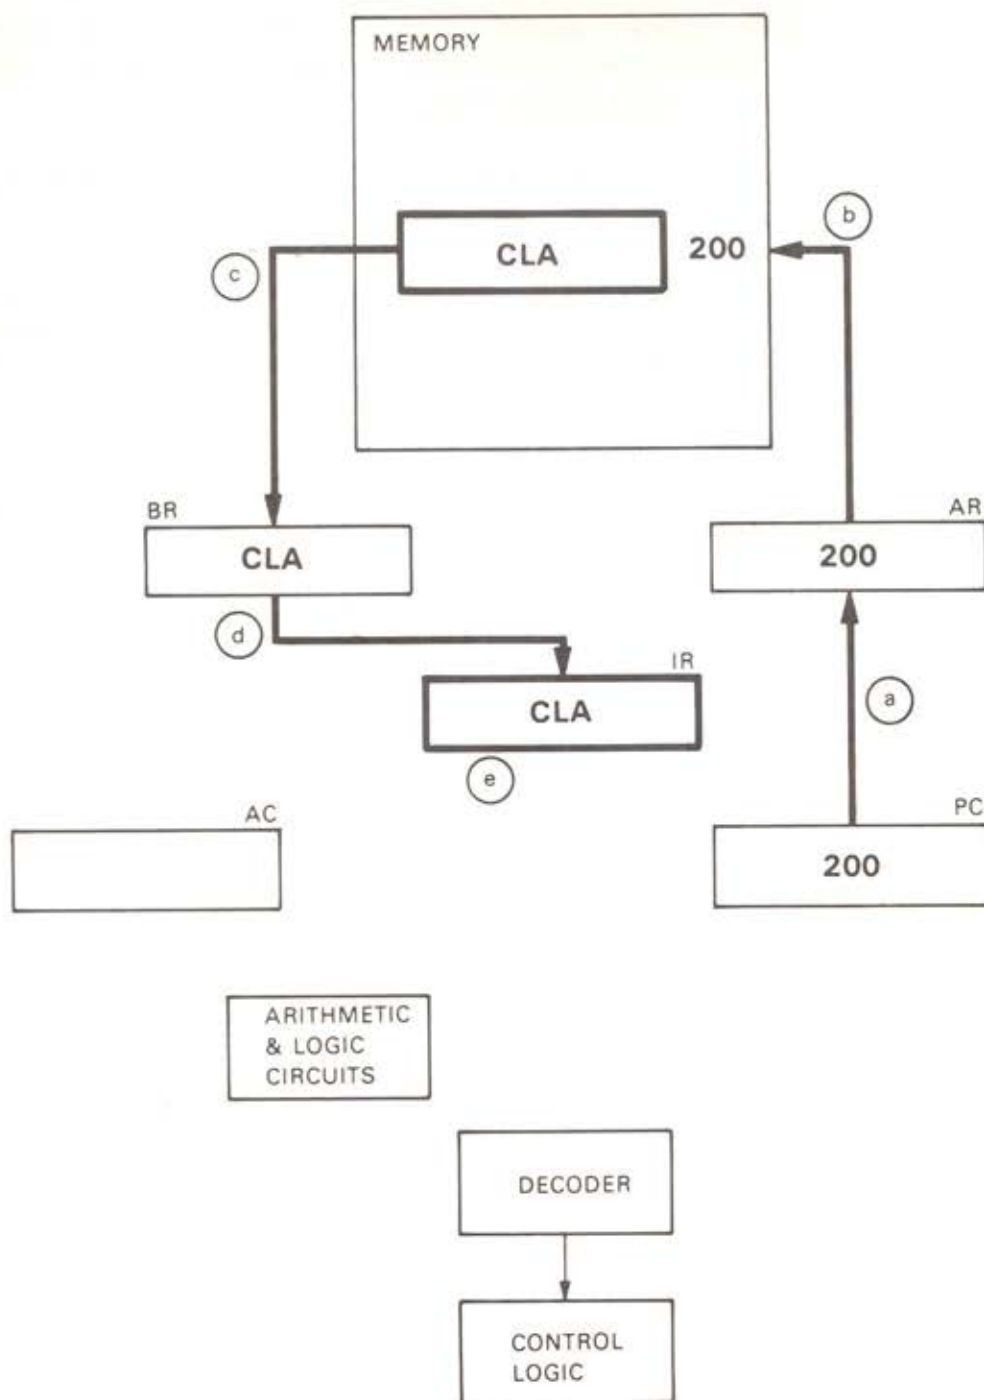 MEMORY
b
CLA 200
c
BR
AR
CLA
200
d
IR
a
CLA
e
AC
PC
200
ARITHMETIC
& LOGIC
CIRCUITS
DECODER
CONTROL
LOGIC